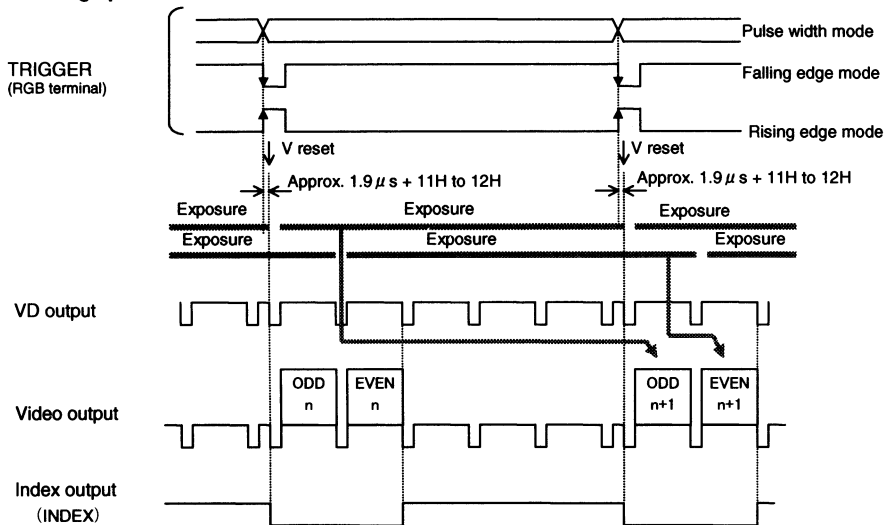 Pulse width mode
TRIGGER
(RGB terminal)
Falling edge mode
Rising edge mode
V reset
V reset
Approx. 1.9 μ s + 11H to 12H
Approx. 1.9 μ s + 11H to 12H
Exposure
Exposure
Exposure
Exposure
Exposure
Exposure
VD output
ODD
n
EVEN
n
ODD
n+1
EVEN
n+1
Video output
Index output
(INDEX)